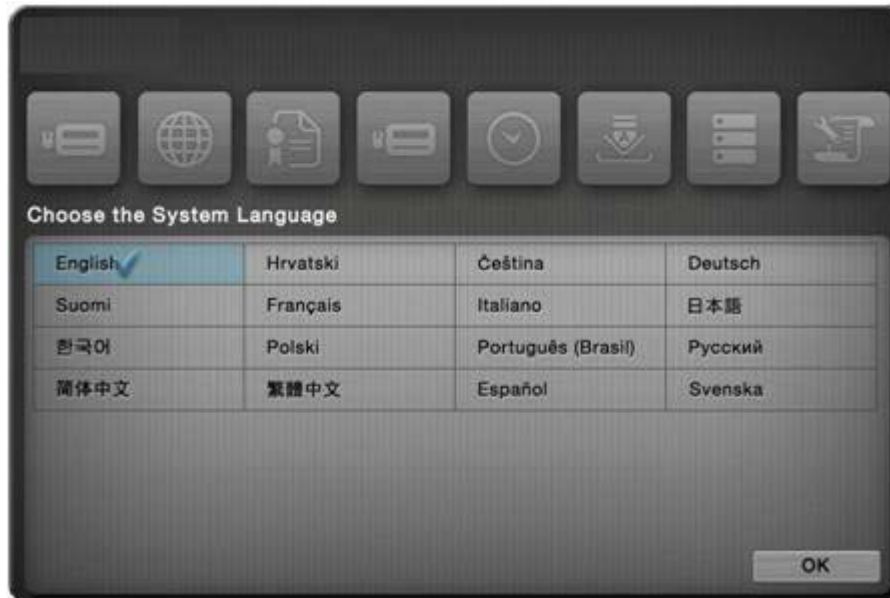 Choose the System Language
English Hrvatski Čeština Deutsch
Suomi Français Italiano 日本語
한국어 Polski Português (Brasil) Русский
简体中文 繁體中文 Español Svenska
OK